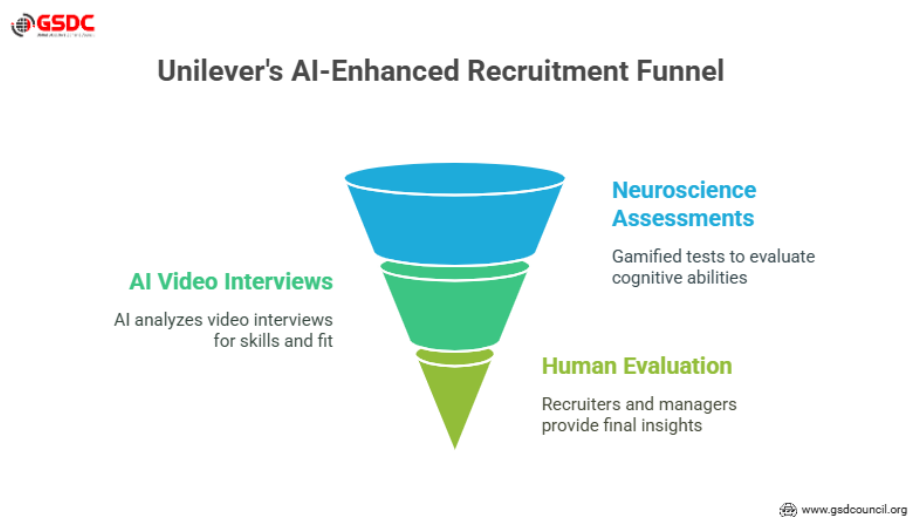 GSDC
Unilever's AI-Enhanced Recruitment Funnel
Neuroscience
Assessments
Gamified tests to evaluate
cognitive abilities
AI Video Interviews
AI analyzes video interviews
for skills and fit
Human Evaluation
Recruiters and managers
provide final insights
www.gsdcouncil.org